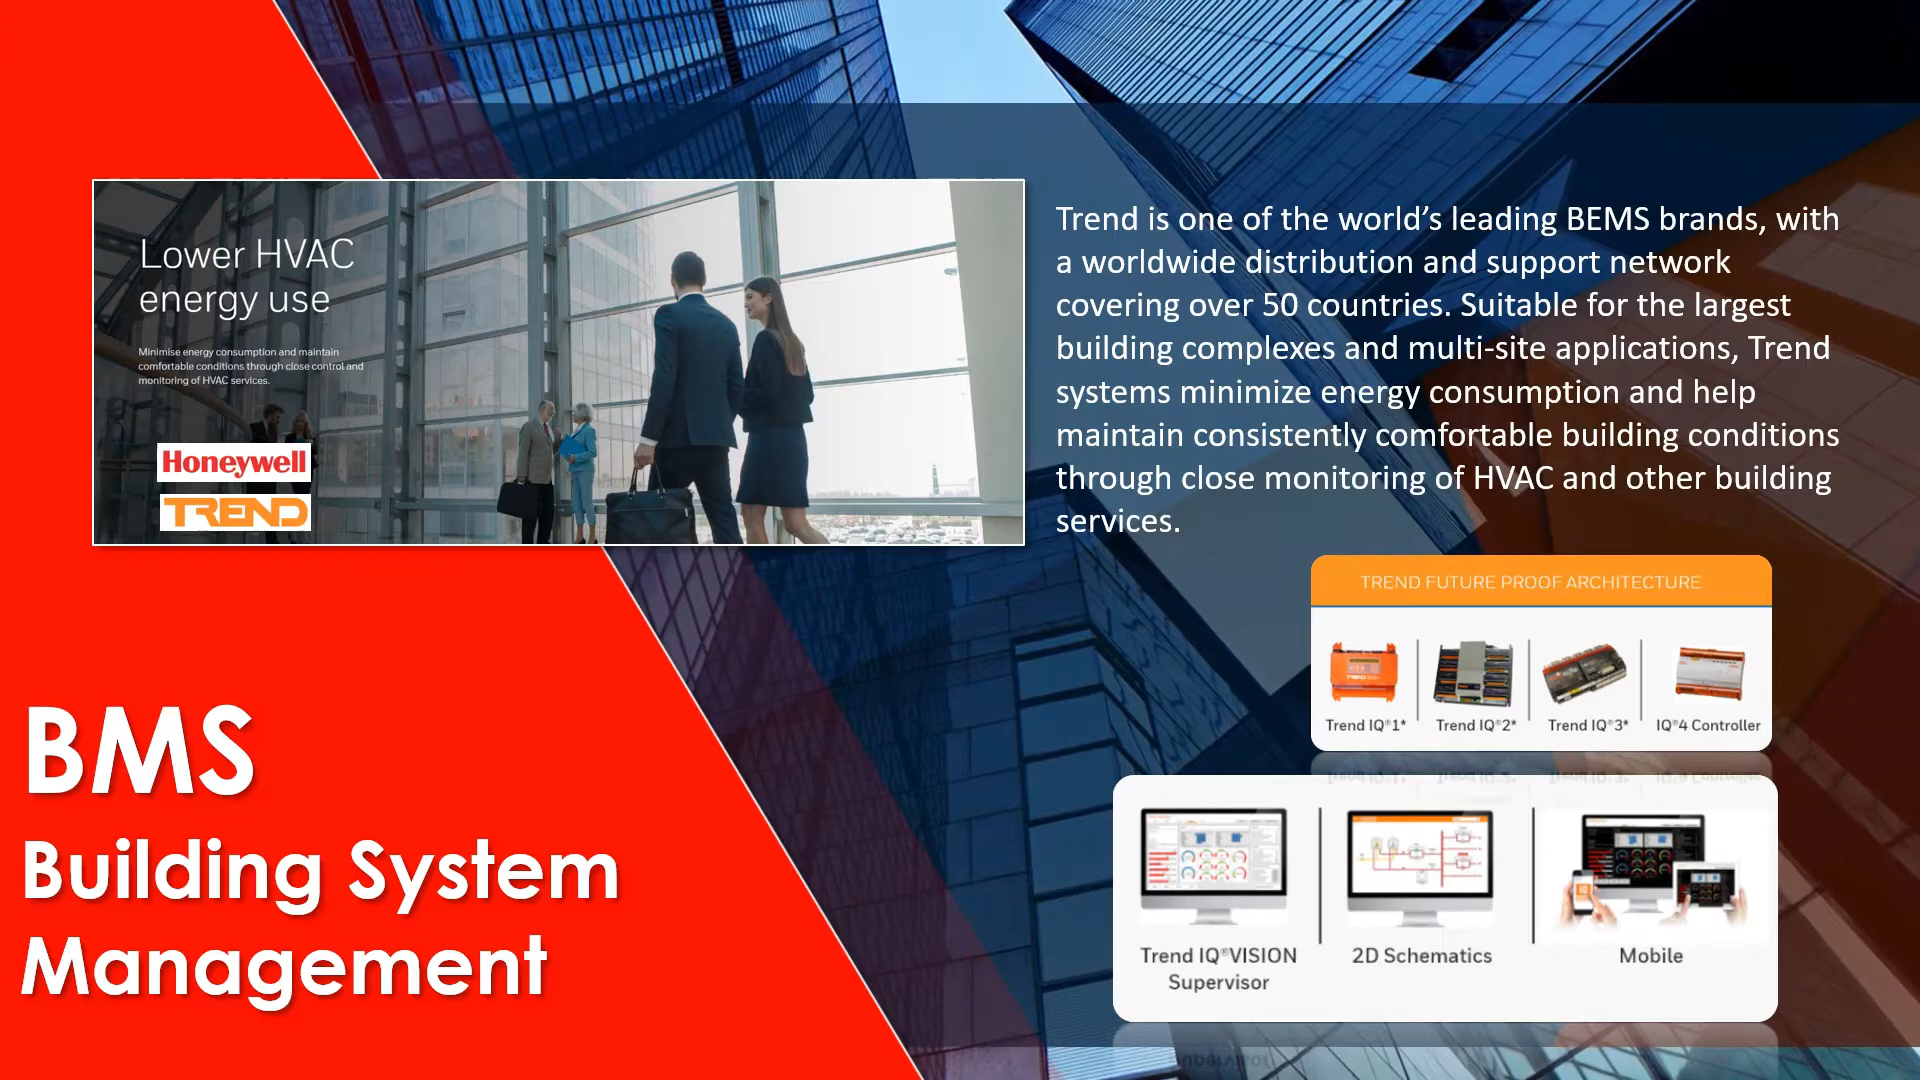 Lower HVAC
energy use
Minimise energy consumption and maintain
comfortable conditions through close control and
monitoring of HVAC services.
Honeywell
TREND
Trend is one of the world’s leading BEMS brands, with
a worldwide distribution and support network
covering over 50 countries. Suitable for the largest
building complexes and multi-site applications, Trend
systems minimize energy consumption and help
maintain consistently comfortable building conditions
through close monitoring of HVAC and other building
services.
TREND FUTURE PROOF ARCHITECTURE
Trend IQ®1*
Trend IQ®2*
Trend IQ®3*
IQ®4 Controller
Trend IQ®VISION
Supervisor
2D Schematics
Mobile
BMS
Building System
Management